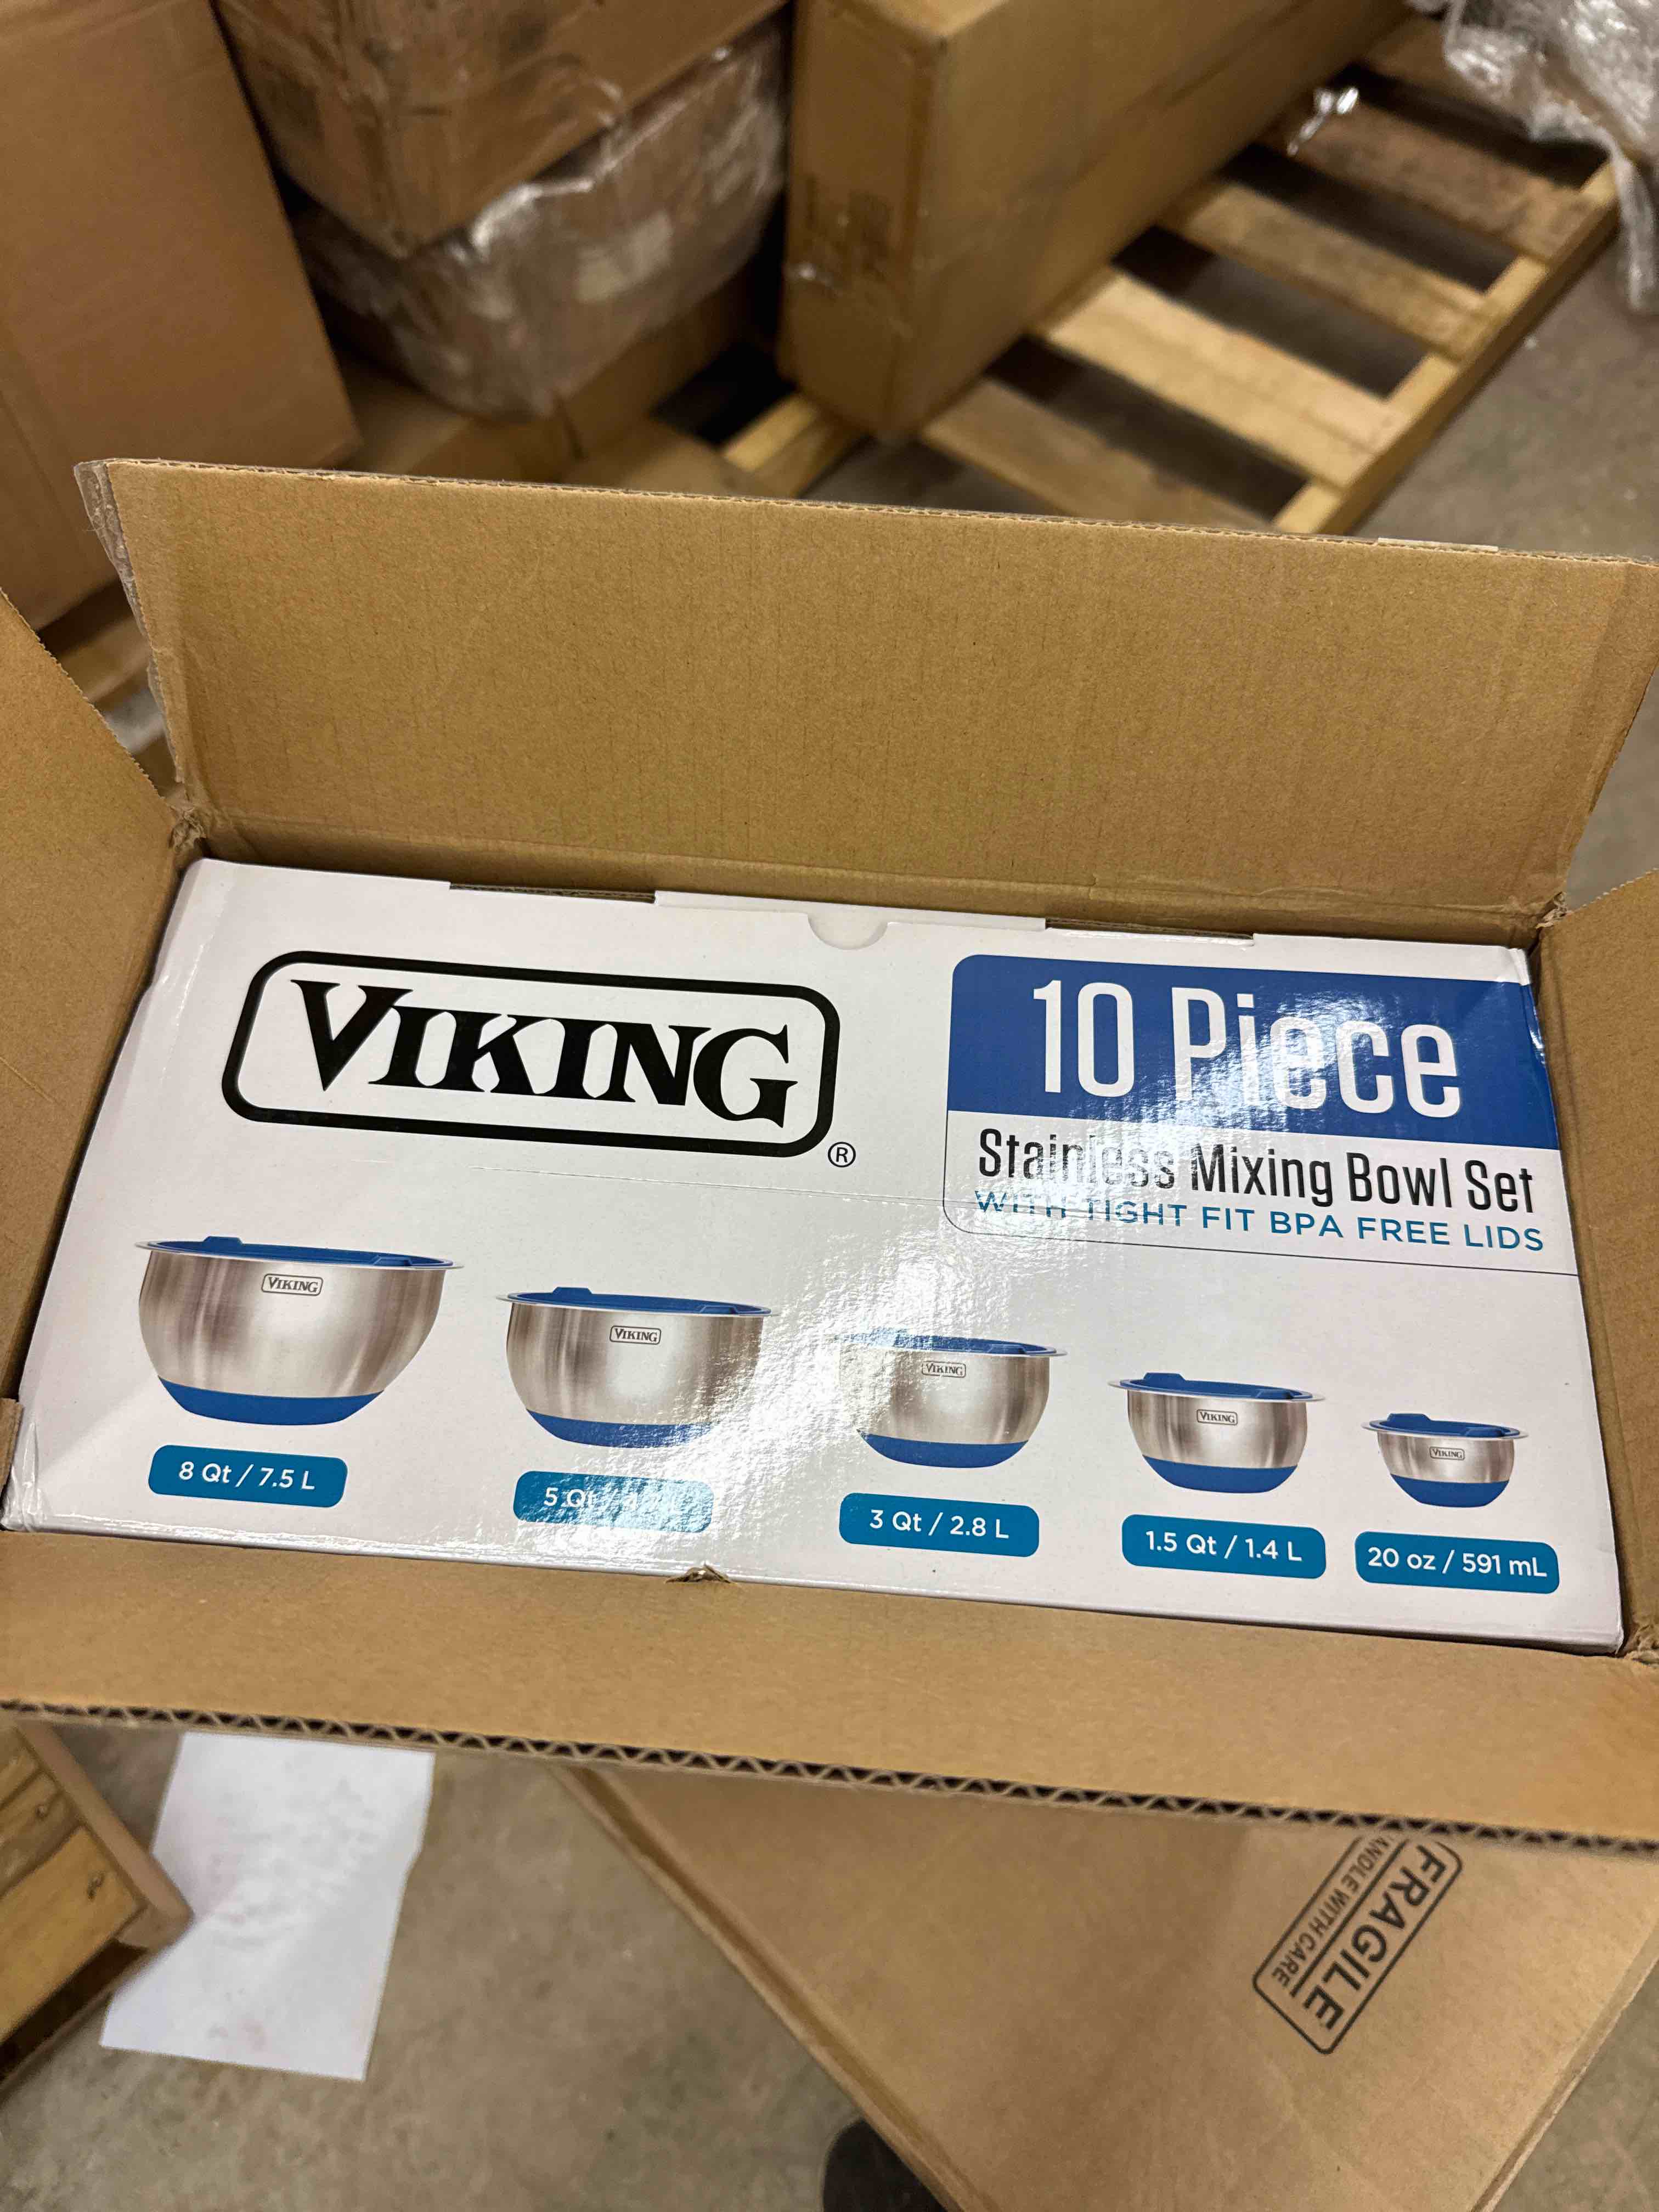 VIKING
®
10 Piece
Stainless Mixing Bowl Set
WITH TIGHT FIT BPA FREE LIDS
VIKING
VIKING
VIKING
VIKING
VIKING
8 Qt / 7.5 L
5 Qt /
3 Qt / 2.8 L
1.5 Qt / 1.4 L
20 oz / 591 mL
FRAGILE
HANDLE WITH CARE